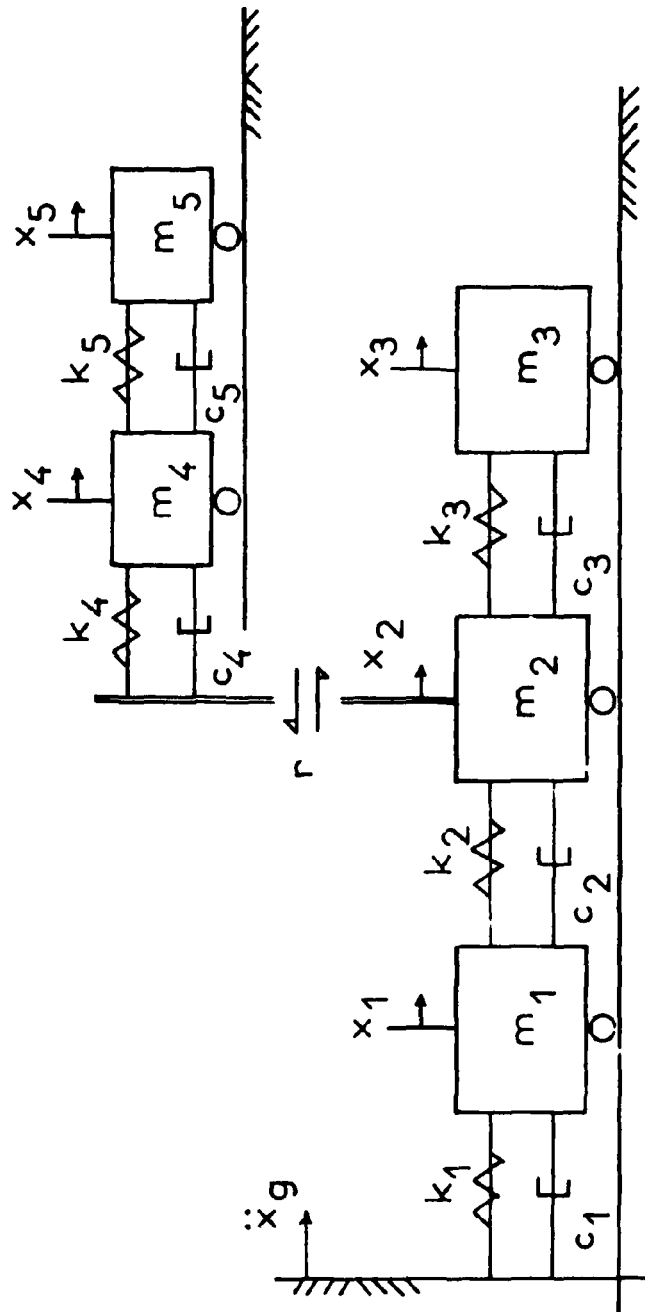 x₄ x₅
k₄ k₅
m₄ m₅
c₄ c₅
r
ẍg x₁ x₂ x₃
k₁ k₂ k₃
m₁ m₂ m₃
c₁ c₂ c₃